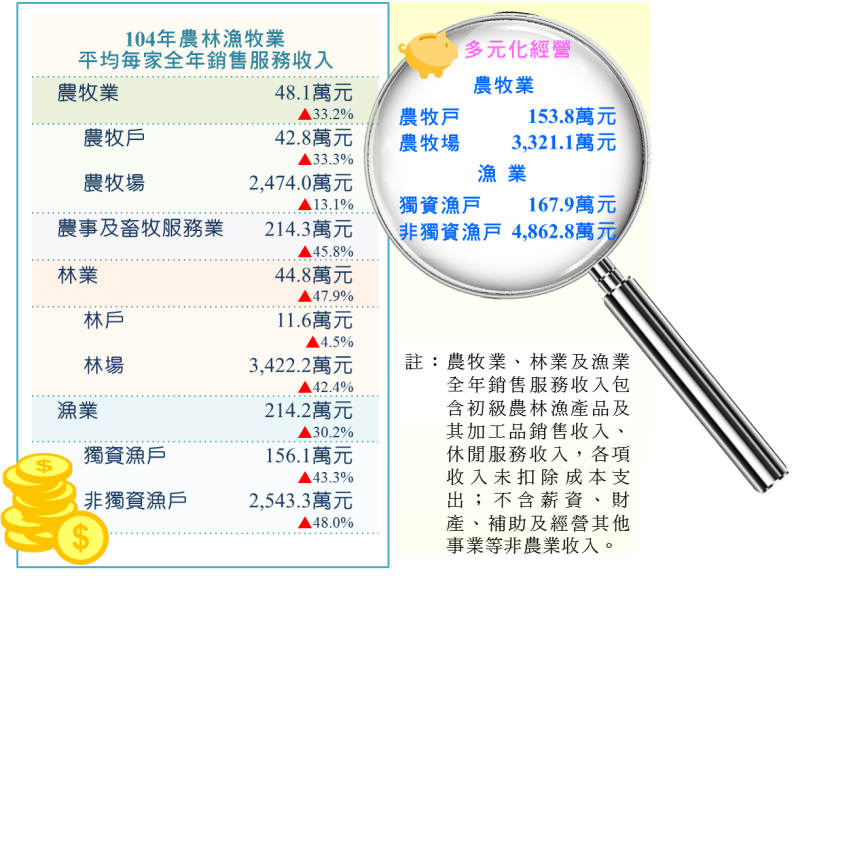 104年農林漁牧業
平均每家全年銷售服務收入
農牧業 48.1萬元
▲33.2%
農牧戶 42.8萬元
▲33.3%
農牧場 2,474.0萬元
▲13.1%
農事及畜牧服務業 214.3萬元
▲45.8%
林業 44.8萬元
▲47.9%
林戶 11.6萬元
▲4.5%
林場 3,422.2萬元
▲42.4%
漁業 214.2萬元
▲30.2%
獨資漁戶 156.1萬元
▲43.3%
非獨資漁戶 2,543.3萬元
▲48.0%
$
$
多元化經營
農牧業
農牧戶 153.8萬元
農牧場 3,321.1萬元
漁 業
獨資漁戶 167.9萬元
非獨資漁戶 4,862.8萬元
註：農牧業、林業及漁業
全年銷售服務收入包
含初級農林漁產品及
其加工品銷售收入、
休閒服務收入，各項
收入未扣除成本支
出；不含薪資、財
產、補助及經營其他
事業等非農業收入。